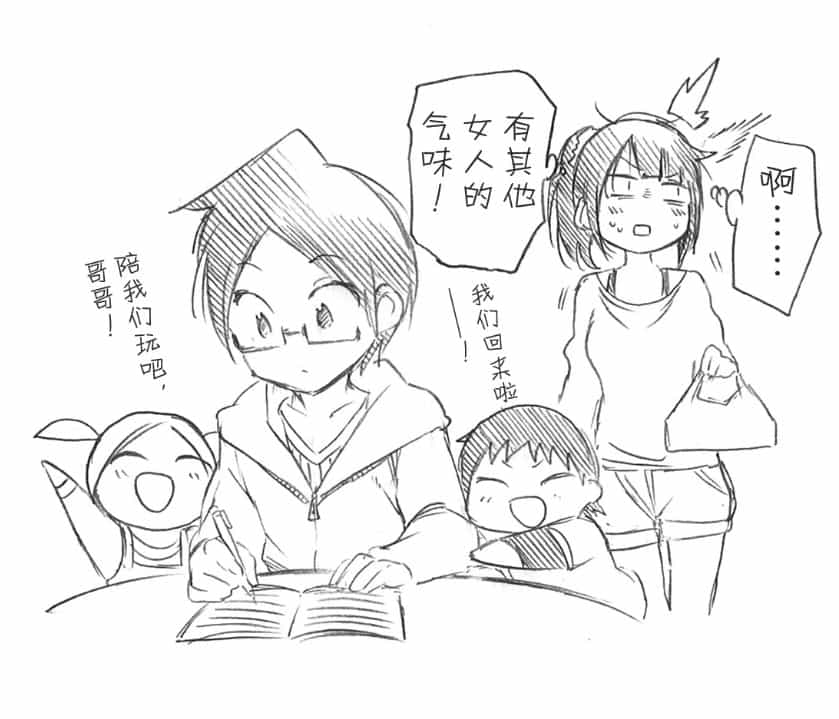 啊………
有其他
女人的
气味！
我们回来啦
——！
陪我们玩吧，
哥哥！